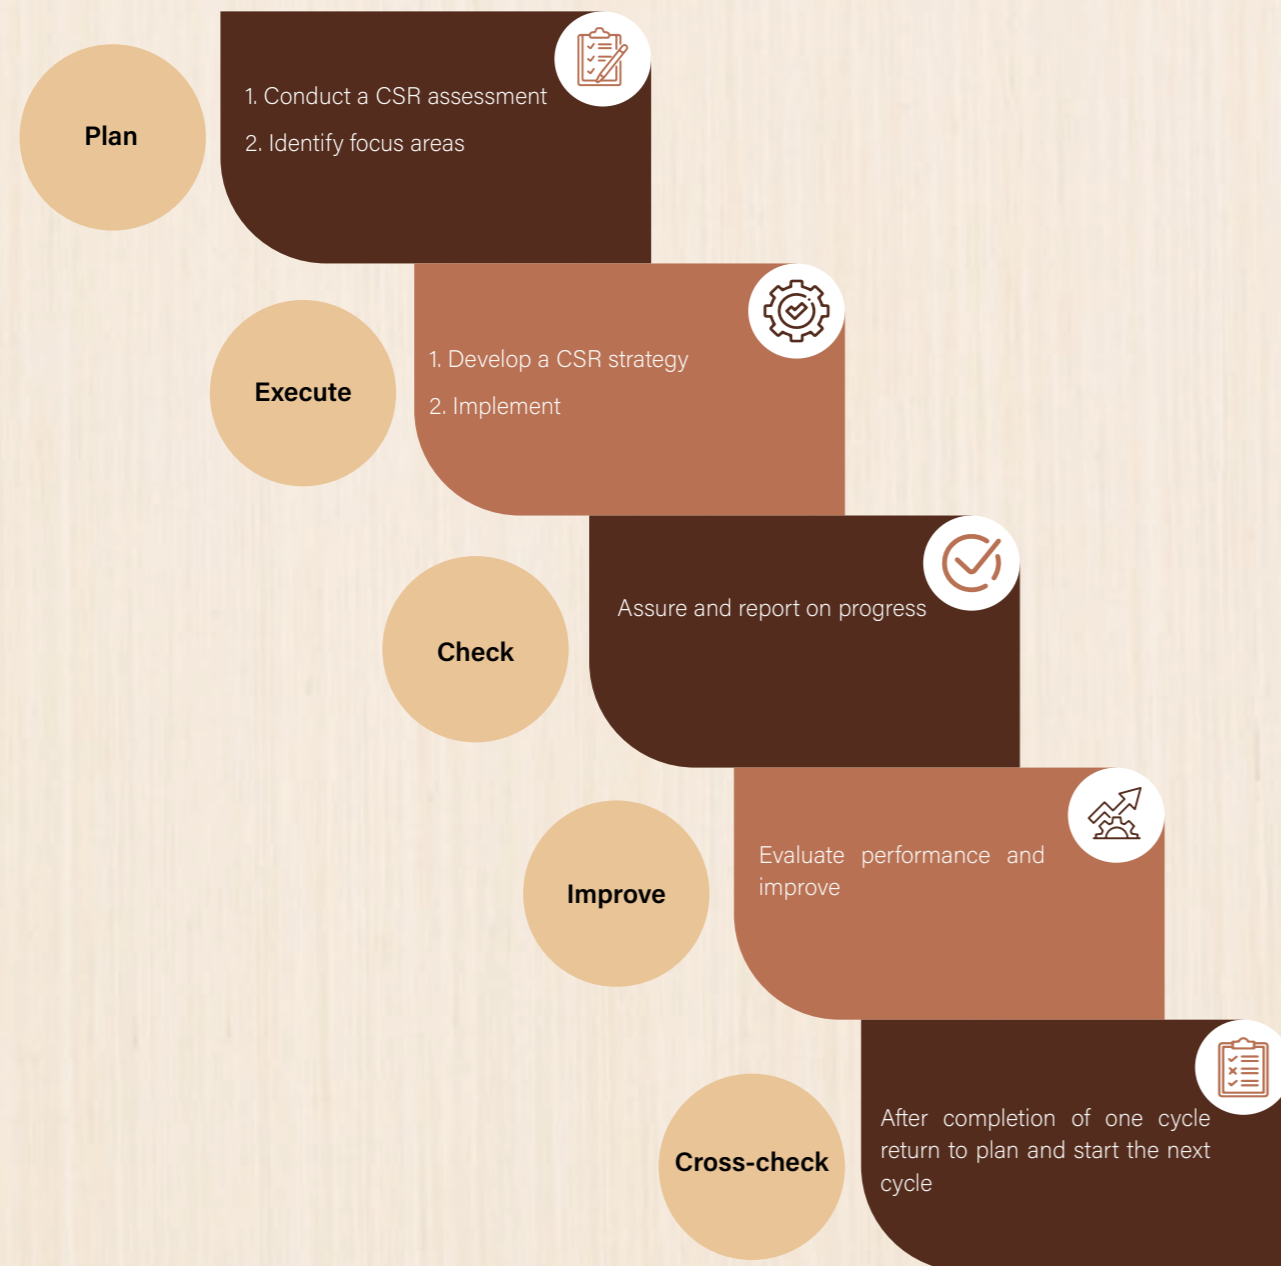 Plan
1. Conduct a CSR assessment
2. Identify focus areas
Execute
1. Develop a CSR strategy
2. Implement
Check
Assure and report on progress
Improve
Evaluate performance and
improve
Cross-check
After completion of one cycle
return to plan and start the next
cycle